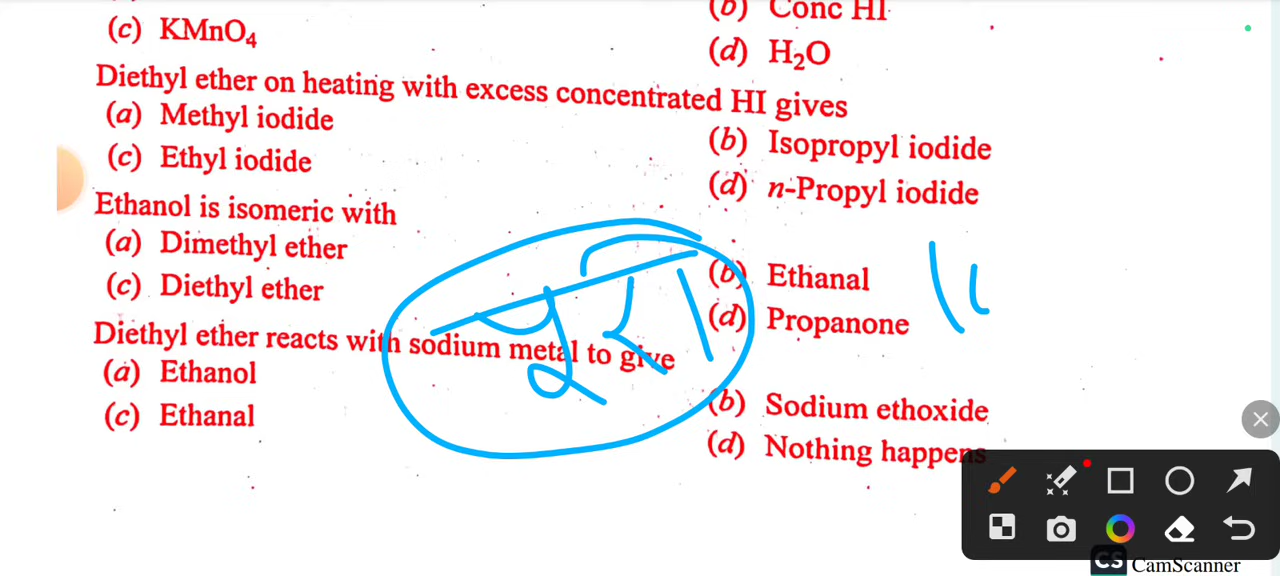 (b) Conc HI
(c) KMnO₄
(d) H₂O
Diethyl ether on heating with excess concentrated HI gives
(a) Methyl iodide
(b) Isopropyl iodide
(c) Ethyl iodide
(d) n-Propyl iodide
Ethanol is isomeric with
(a) Dimethyl ether
(b) Ethanal
(c) Diethyl ether
(d) Propanone
Diethyl ether reacts with sodium metal to give
(a) Ethanol
(b) Sodium ethoxide
(c) Ethanal
(d) Nothing happens
CS CamScanner